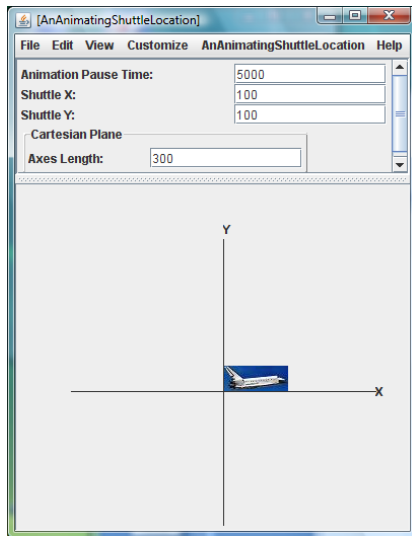 [AnAnimatingShuttleLocation]
File Edit View Customize AnAnimatingShuttleLocation Help
Animation Pause Time: 5000
Shuttle X: 100
Shuttle Y: 100
Cartesian Plane
Axes Length: 300
Y
X